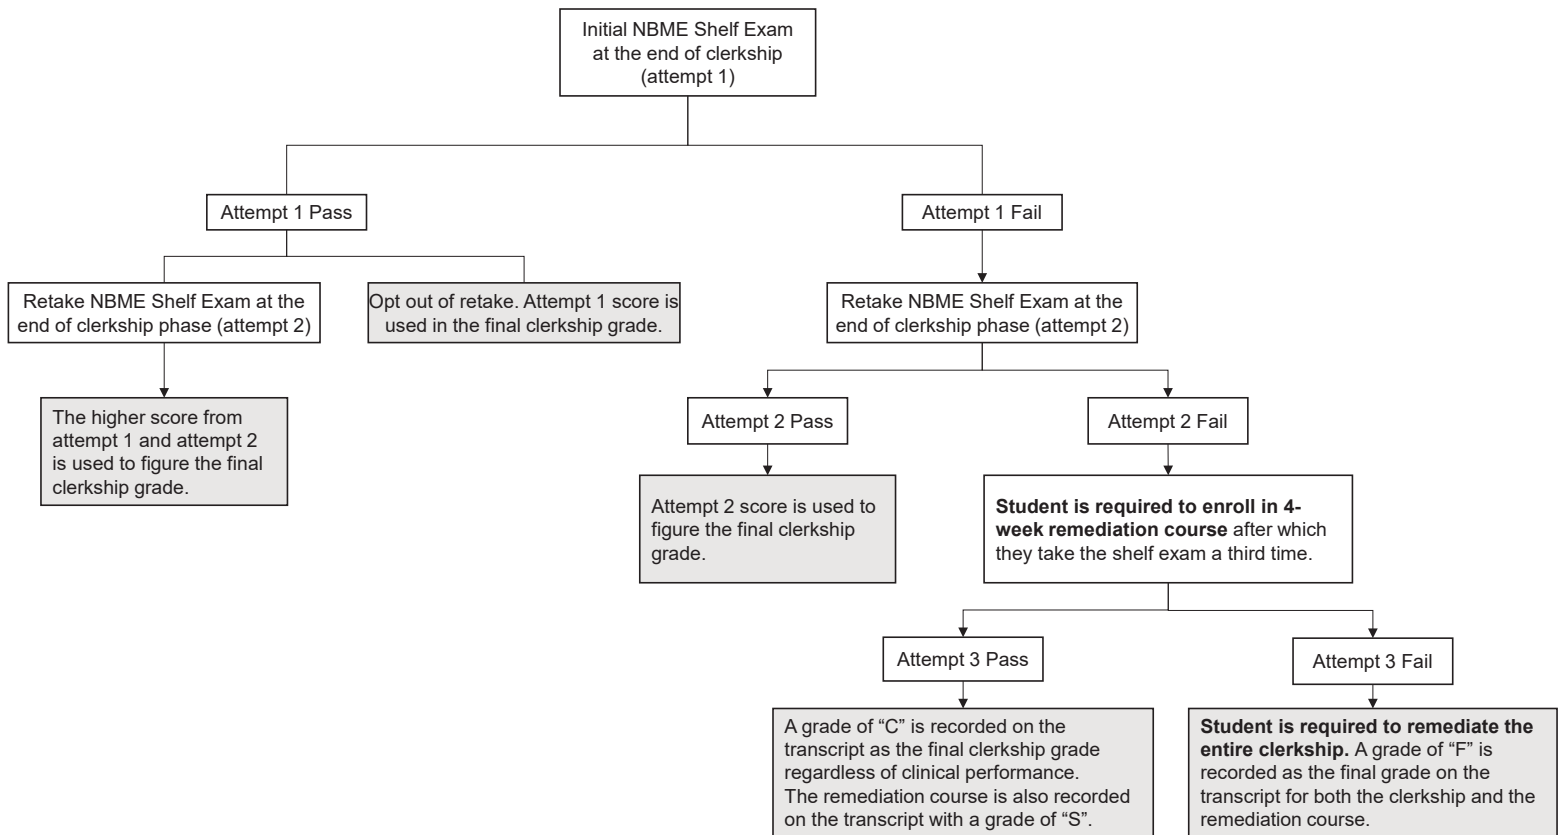 Initial NBME Shelf Exam
at the end of clerkship
(attempt 1)
Attempt 1 Pass
Attempt 1 Fail
Retake NBME Shelf Exam at the
end of clerkship phase (attempt 2)
Opt out of retake. Attempt 1 score is
used in the final clerkship grade.
Retake NBME Shelf Exam at the
end of clerkship phase (attempt 2)
The higher score from
attempt 1 and attempt 2
is used to figure the final
clerkship grade.
Attempt 2 Pass
Attempt 2 Fail
Attempt 2 score is used to
figure the final clerkship
grade.
Student is required to enroll in 4-
week remediation course after which
they take the shelf exam a third time.
Attempt 3 Pass
Attempt 3 Fail
A grade of “C” is recorded on the
transcript as the final clerkship grade
regardless of clinical performance.
The remediation course is also recorded
on the transcript with a grade of “S”.
Student is required to remediate the
entire clerkship. A grade of “F” is
recorded as the final grade on the
transcript for both the clerkship and the
remediation course.